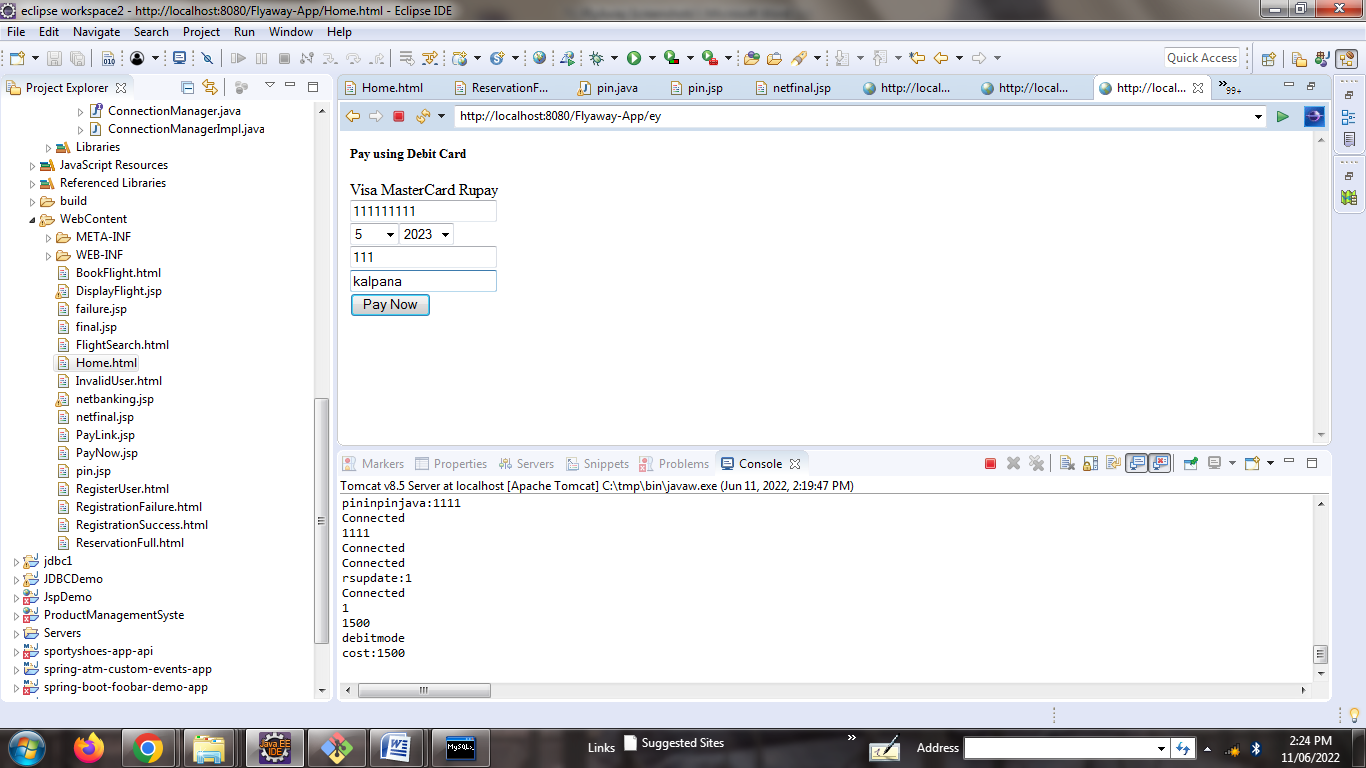 eclipse workspace2 - http://localhost:8080/Flyaway-App/Home.html - Eclipse IDE
File Edit Navigate Search Project Run Window Help
Quick Access
Project Explorer
ConnectionManager.java
ConnectionManagerImpl.java
Libraries
JavaScript Resources
Referenced Libraries
build
WebContent
META-INF
WEB-INF
BookFlight.html
DisplayFlight.jsp
failure.jsp
final.jsp
FlightSearch.html
Home.html
InvalidUser.html
netbanking.jsp
netfinal.jsp
PayLink.jsp
PayNow.jsp
pin.jsp
RegisterUser.html
RegistrationFailure.html
RegistrationSuccess.html
ReservationFull.html
jdbc1
JDBCDemo
JspDemo
ProductManagementSyste
Servers
sportyshoes-app-api
spring-atm-custom-events-app
spring-boot-foobar-demo-app
Home.html ReservationF... pin.java pin.jsp netfinal.jsp http://local... http://local... http://local... 99+
http://localhost:8080/Flyaway-App/ey
Pay using Debit Card
Visa MasterCard Rupay
111111111
5 2023
111
kalpana
Pay Now
Markers Properties Servers Snippets Problems Console
Tomcat v8.5 Server at localhost [Apache Tomcat] C:\tmp\bin\javaw.exe (Jun 11, 2022, 2:19:47 PM)
pininpinjava:1111
Connected
1111
Connected
Connected
rsupdate:1
Connected
1
1500
debitmode
cost:1500
Links Suggested Sites Address
2:24 PM
11/06/2022